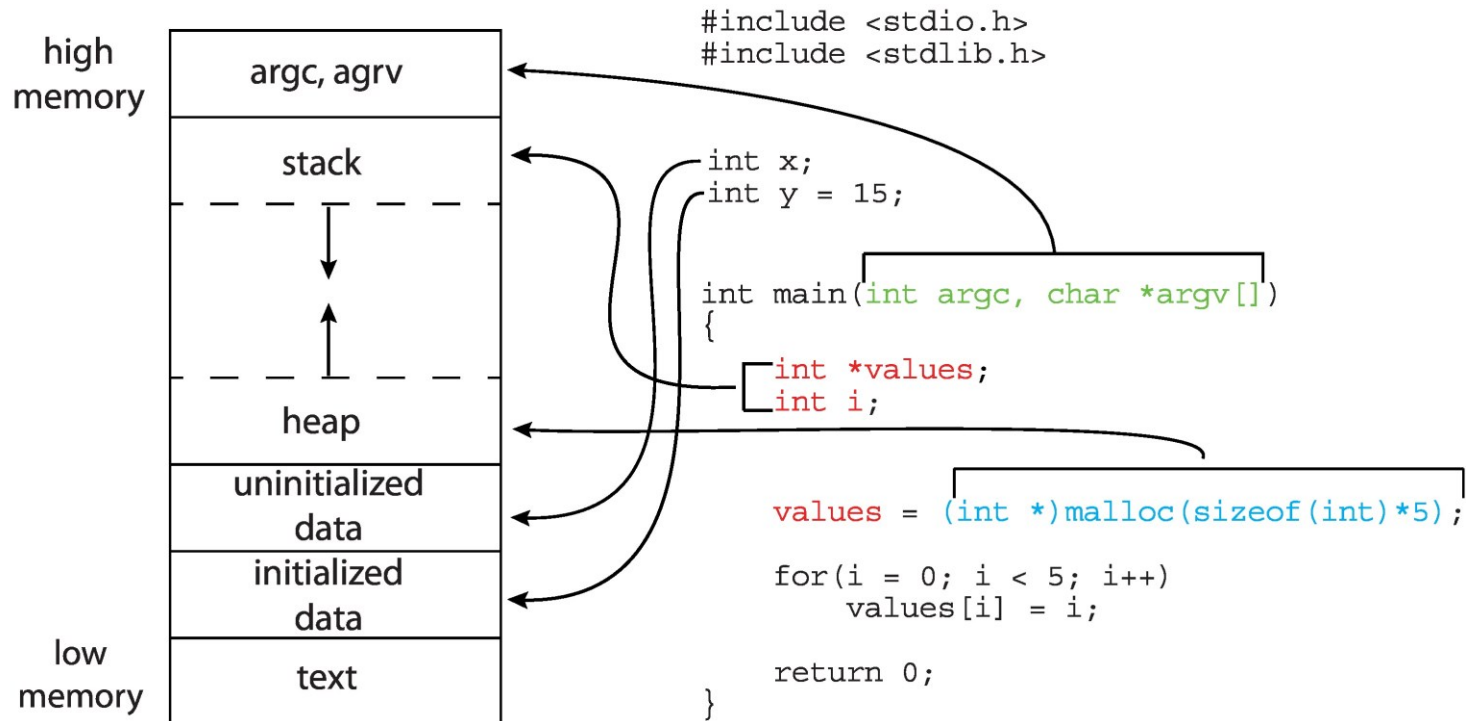 high
memory
argc, agrv
stack
heap
uninitialized
data
initialized
data
low
memory
text
#include <stdio.h>
#include <stdlib.h>
int x;
int y = 15;
int main(int argc, char *argv[])
{
int *values;
int i;
values = (int *)malloc(sizeof(int)*5);
for(i = 0; i < 5; i++)
values[i] = i;
return 0;
}